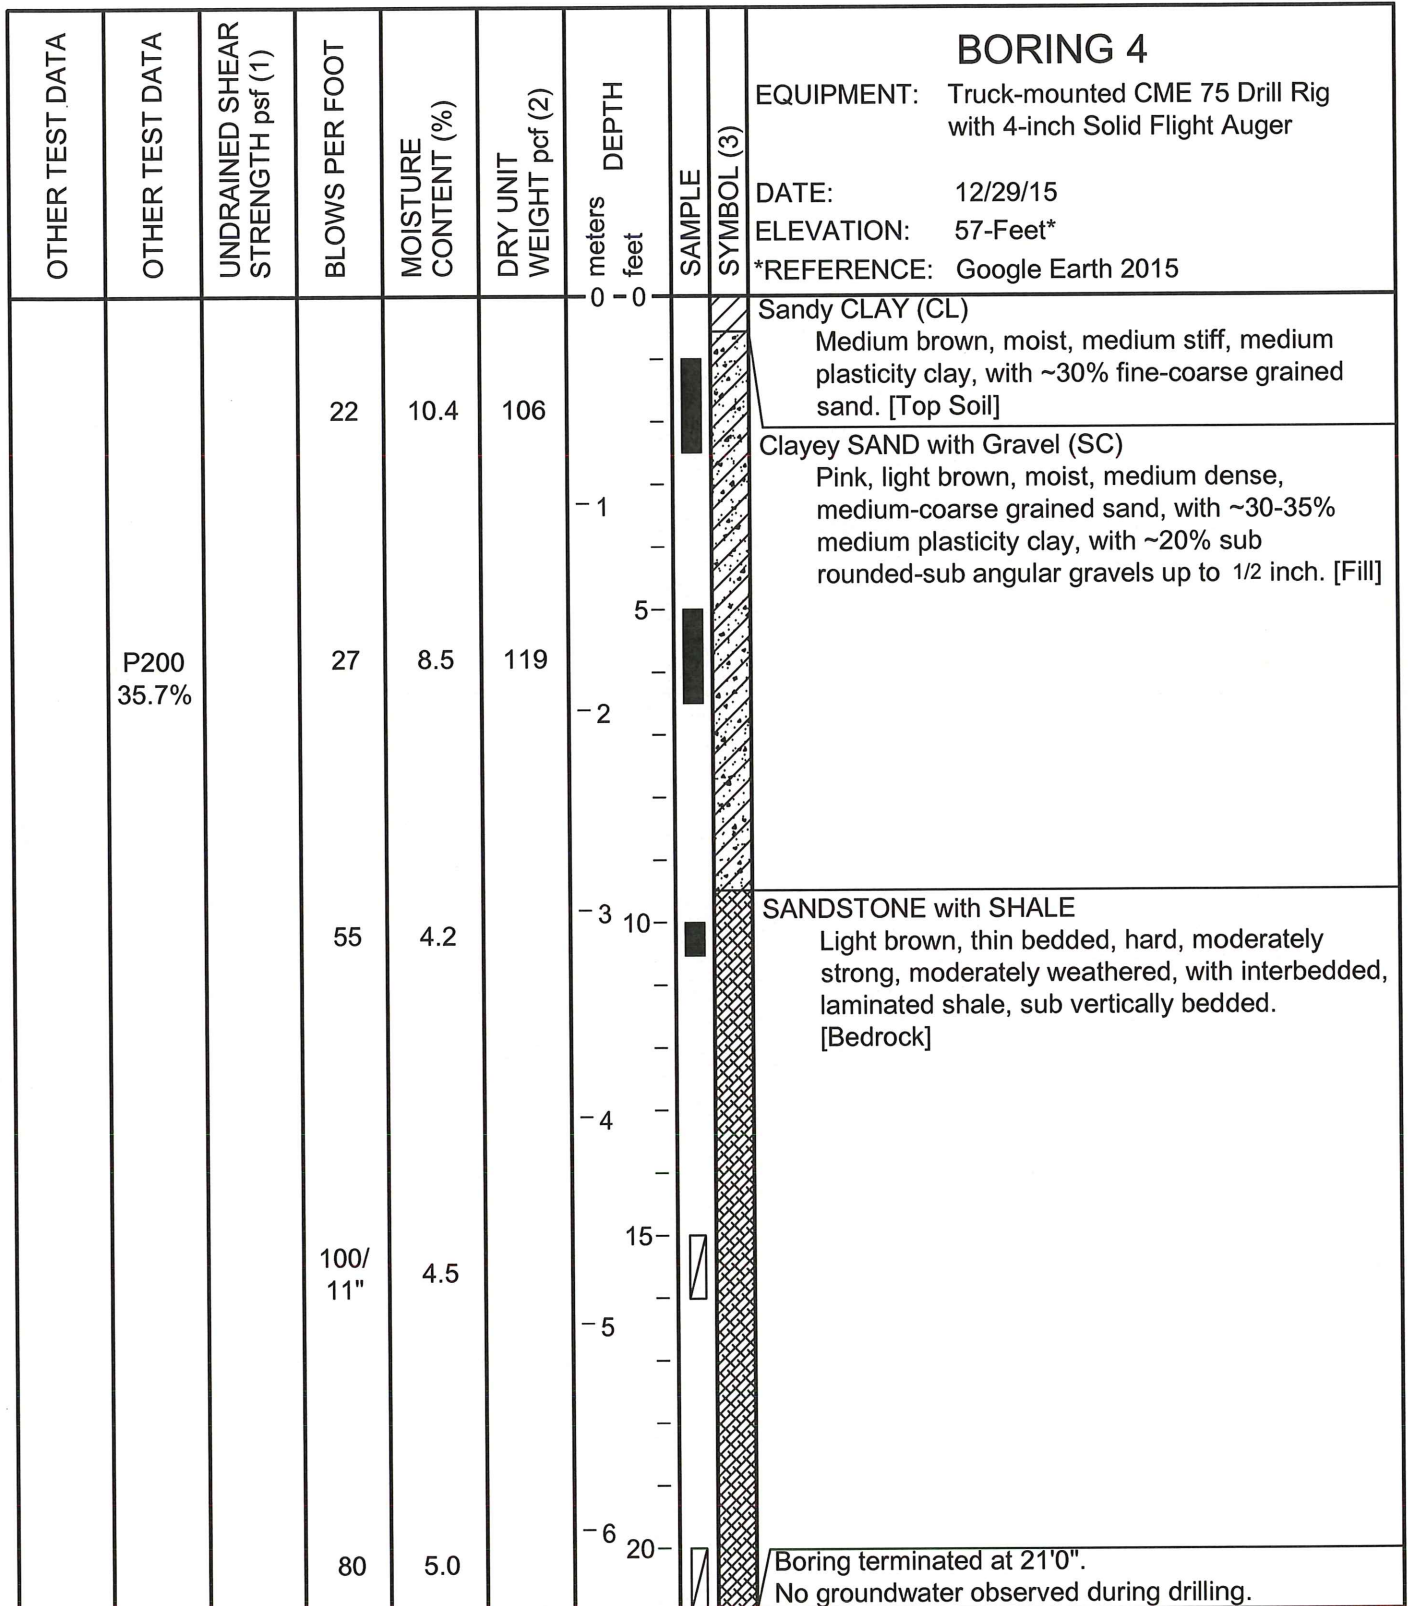 OTHER TEST DATA
OTHER TEST DATA
UNDRAINED SHEAR
STRENGTH psf (1)
BLOWS PER FOOT
MOISTURE
CONTENT (%)
DRY UNIT
WEIGHT pcf (2)
meters
feet
DEPTH
SAMPLE
SYMBOL (3)
BORING 4
EQUIPMENT: Truck-mounted CME 75 Drill Rig
with 4-inch Solid Flight Auger
DATE: 12/29/15
ELEVATION: 57-Feet*
*REFERENCE: Google Earth 2015
0 0
Sandy CLAY (CL)
Medium brown, moist, medium stiff, medium
plasticity clay, with ~30% fine-coarse grained
sand. [Top Soil]
22 10.4 106
Clayey SAND with Gravel (SC)
Pink, light brown, moist, medium dense,
medium-coarse grained sand, with ~30-35%
medium plasticity clay, with ~20% sub
rounded-sub angular gravels up to 1/2 inch. [Fill]
1
5
P200
35.7%
27 8.5 119
2
3 10
55 4.2
SANDSTONE with SHALE
Light brown, thin bedded, hard, moderately
strong, moderately weathered, with interbedded,
laminated shale, sub vertically bedded.
[Bedrock]
4
15
100/
11"
4.5
5
6 20
80 5.0
Boring terminated at 21'0".
No groundwater observed during drilling.